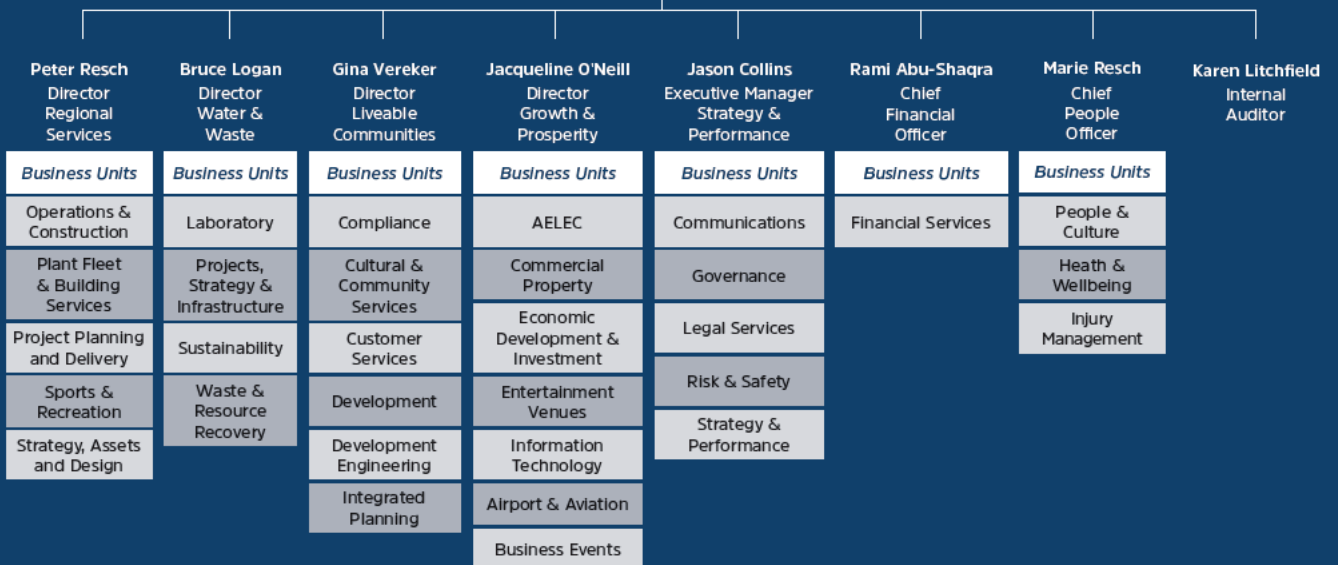 Peter Resch
Director
Regional
Services
Business Units
Operations &
Construction
Plant Fleet
& Building
Services
Project Planning
and Delivery
Sports &
Recreation
Strategy, Assets
and Design
Bruce Logan
Director
Water &
Waste
Business Units
Laboratory
Projects,
Strategy &
Infrastructure
Sustainability
Waste &
Resource
Recovery
Gina Vereker
Director
Liveable
Communities
Business Units
Compliance
Cultural &
Community
Services
Customer
Services
Development
Development
Engineering
Integrated
Planning
Jacqueline O'Neill
Director
Growth &
Prosperity
Business Units
AELEC
Commercial
Property
Economic
Development &
Investment
Entertainment
Venues
Information
Technology
Airport & Aviation
Business Events
Jason Collins
Executive Manager
Strategy &
Performance
Business Units
Communications
Governance
Legal Services
Risk & Safety
Strategy &
Performance
Rami Abu-Shaqra
Chief
Financial
Officer
Business Units
Financial Services
Marie Resch
Chief
People
Officer
Business Units
People &
Culture
Heath &
Wellbeing
Injury
Management
Karen Litchfield
Internal
Auditor